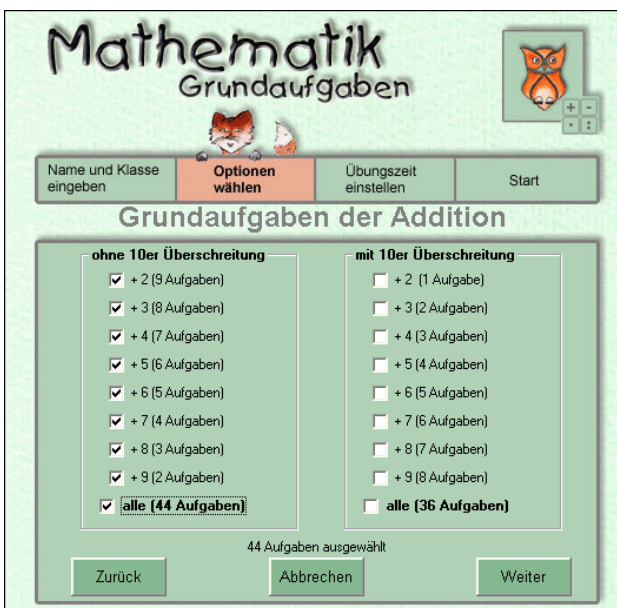 Mathematik
Grundaufgaben
+ -
· :
Name und Klasse
eingeben
Optionen
wählen
Übungszeit
einstellen
Start
Grundaufgaben der Addition
ohne 10er Überschreitung
+ 2 (9 Aufgaben)
+ 3 (8 Aufgaben)
+ 4 (7 Aufgaben)
+ 5 (6 Aufgaben)
+ 6 (5 Aufgaben)
+ 7 (4 Aufgaben)
+ 8 (3 Aufgaben)
+ 9 (2 Aufgaben)
alle (44 Aufgaben)
mit 10er Überschreitung
+ 2 (1 Aufgabe)
+ 3 (2 Aufgaben)
+ 4 (3 Aufgaben)
+ 5 (4 Aufgaben)
+ 6 (5 Aufgaben)
+ 7 (6 Aufgaben)
+ 8 (7 Aufgaben)
+ 9 (8 Aufgaben)
alle (36 Aufgaben)
44 Aufgaben ausgewählt
Zurück
Abbrechen
Weiter